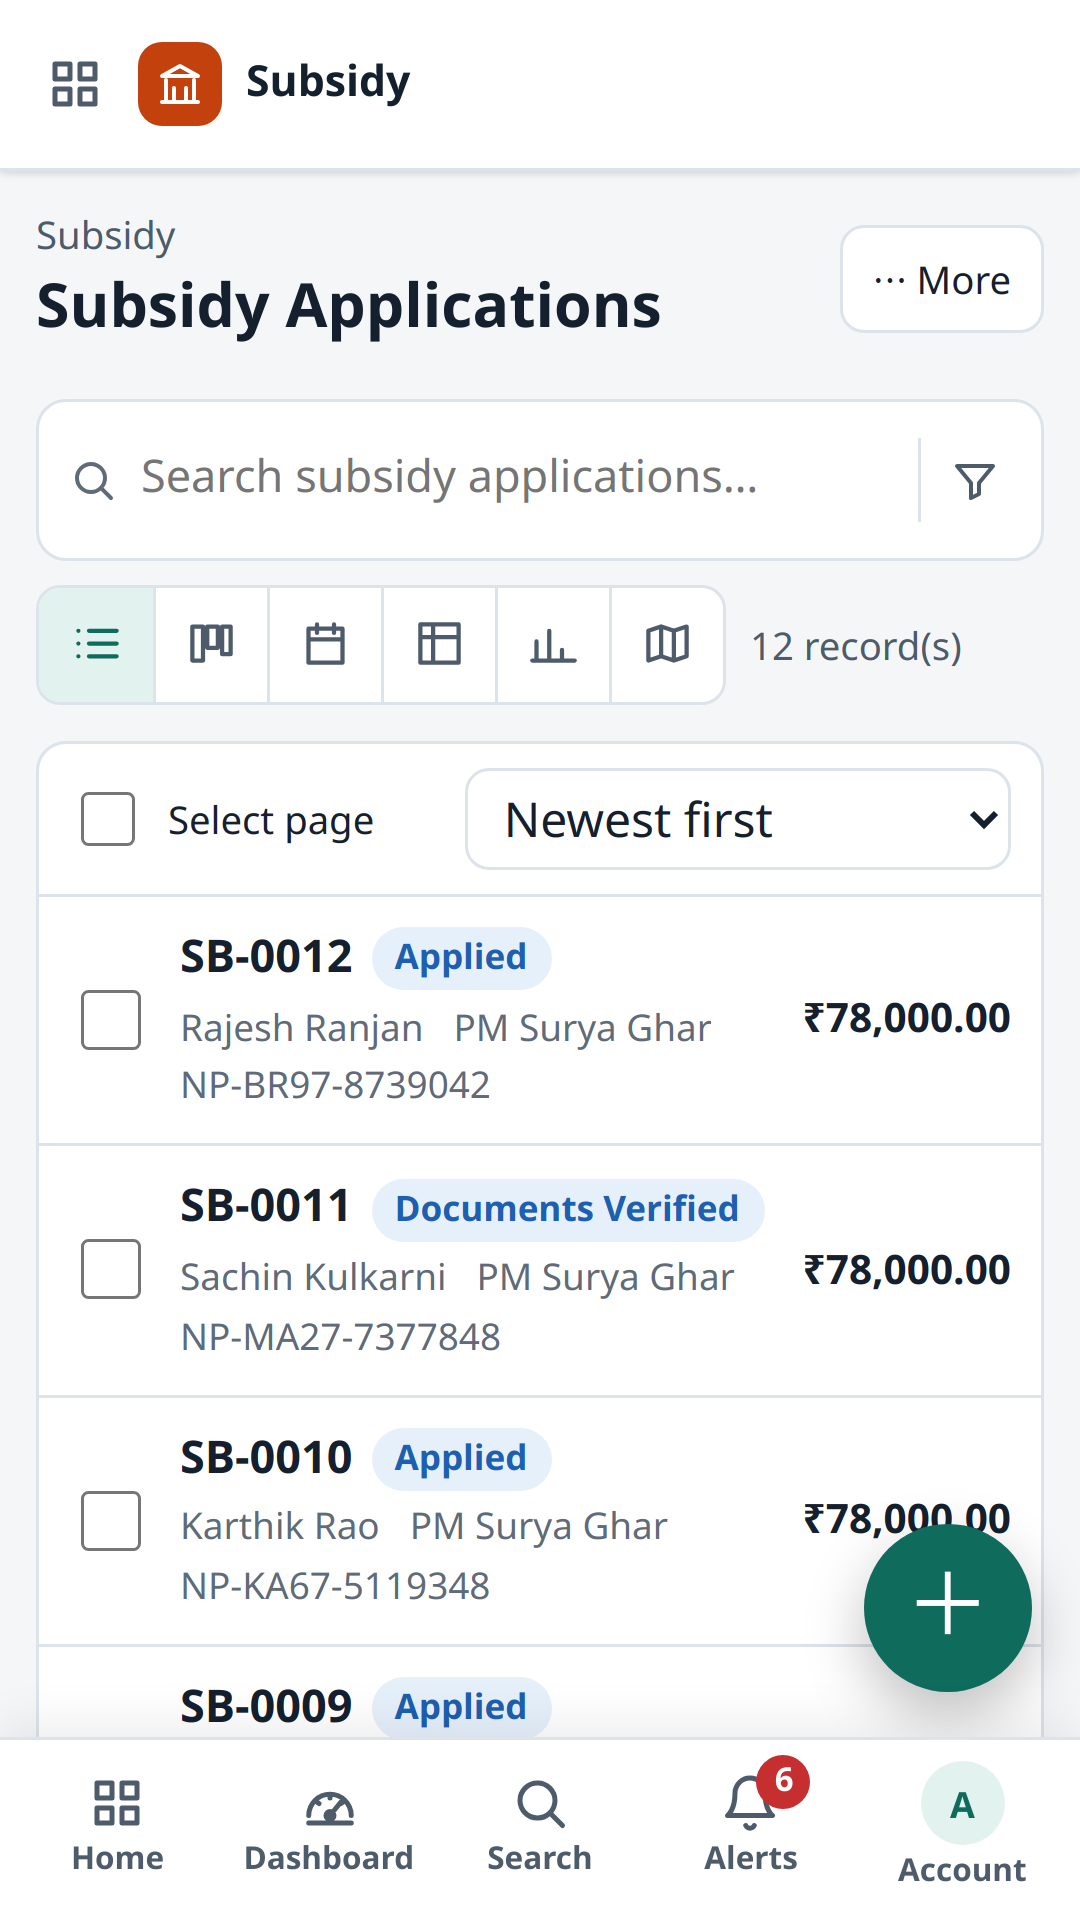 Subsidy
Subsidy
Subsidy Applications
··· More
Search subsidy applications...
12 record(s)
Select page
Newest first
SB-0012 Applied
Rajesh Ranjan PM Surya Ghar
NP-BR97-8739042
₹78,000.00
SB-0011 Documents Verified
Sachin Kulkarni PM Surya Ghar
NP-MA27-7377848
₹78,000.00
SB-0010 Applied
Karthik Rao PM Surya Ghar
NP-KA67-5119348
₹78,000.00
SB-0009 Applied
Home
Dashboard
Search
6
Alerts
A
Account